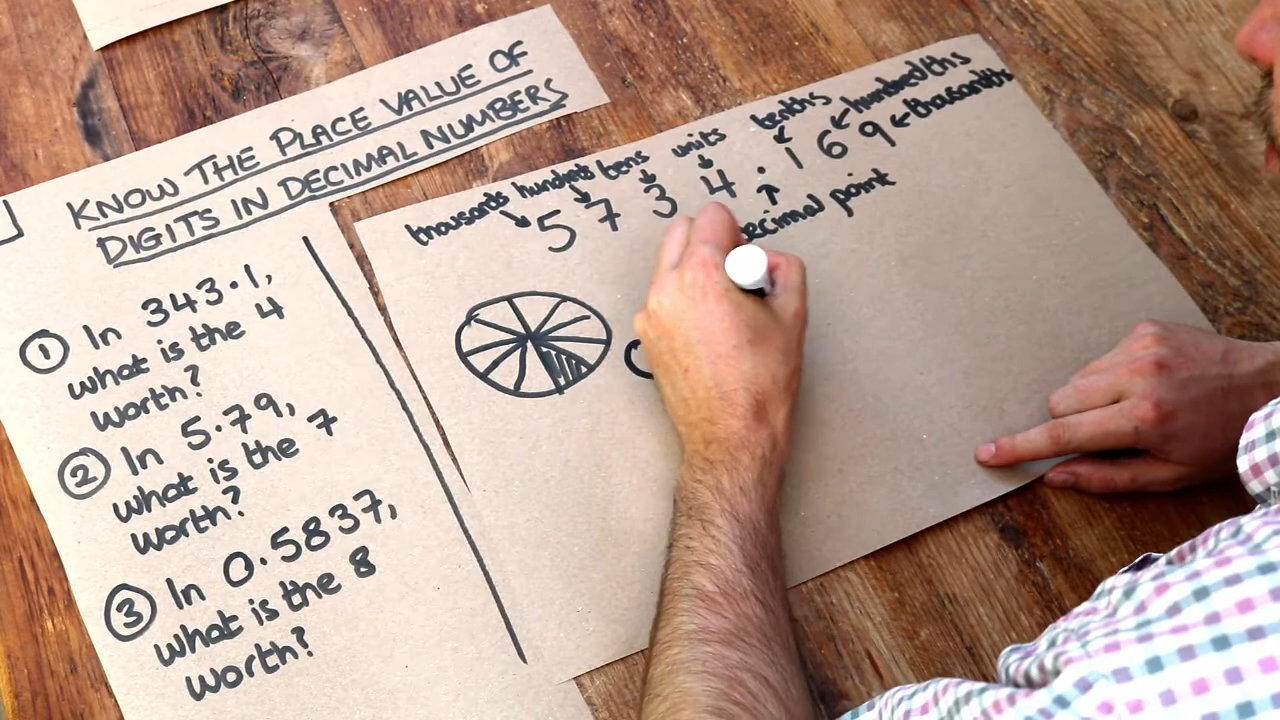 KNOW THE PLACE VALUE OF
DIGITS IN DECIMAL NUMBERS
① In 343·1,
what is the 4
worth?
② In 5·79,
what is the 7
worth?
③ In 0·5837,
what is the 8
worth?
thousands hundreds tens units tenths hundredths thousandths
5 7 3 4 · 1 6 9
point